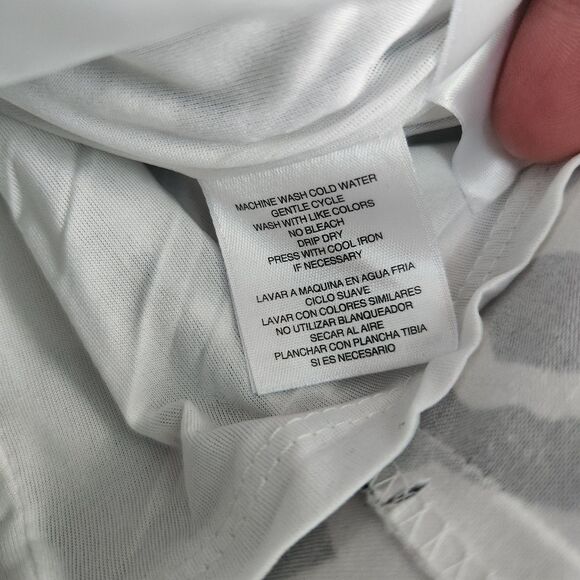 MACHINE WASH COLD WATER
GENTLE CYCLE
WASH WITH LIKE COLORS
NO BLEACH
DRIP DRY
PRESS WITH COOL IRON
IF NECESSARY
LAVAR A MAQUINA EN AGUA FRIA
CICLO SUAVE
LAVAR CON COLORES SIMILARES
NO UTILIZAR BLANQUEADOR
SECAR AL AIRE
PLANCHAR CON PLANCHA TIBIA
SI ES NECESARIO